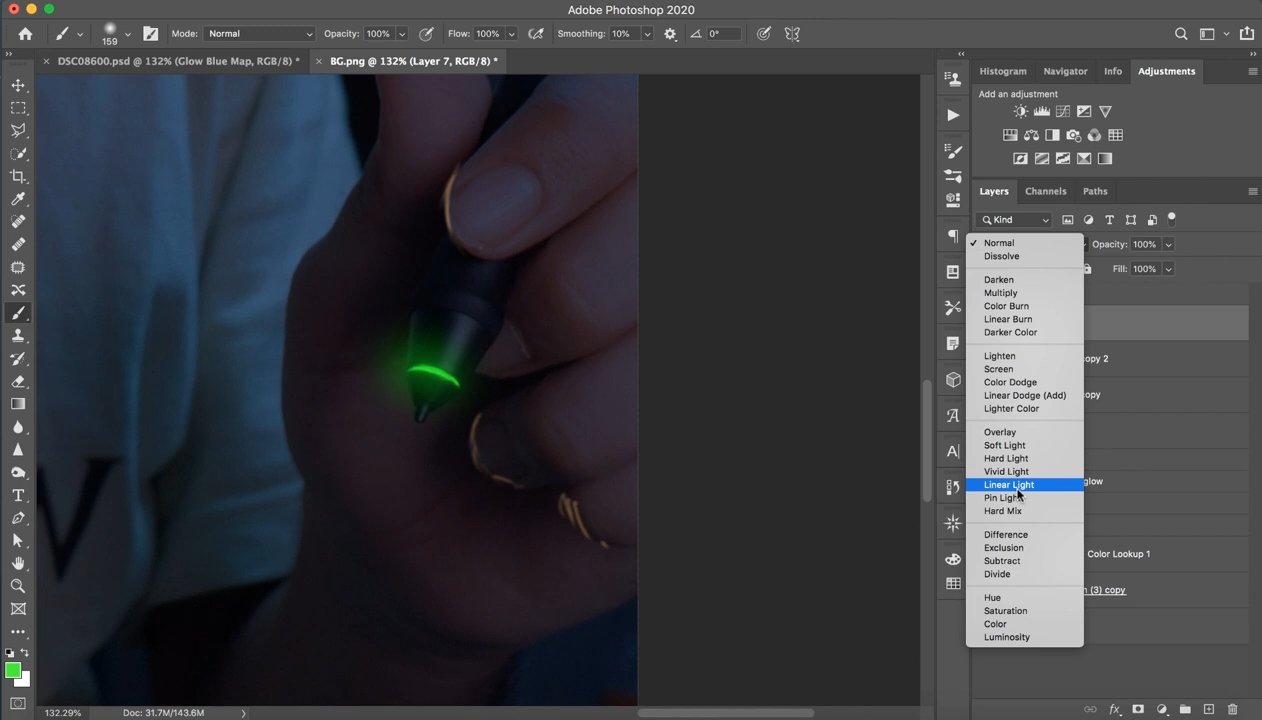 Adobe Photoshop 2020
159 Mode: Normal Opacity: 100% Flow: 100% Smoothing: 10% 0°
DSC08600.psd @ 132% (Glow Blue Map, RGB/8) * BG.png @ 132% (Layer 7, RGB/8) *
Histogram Navigator Info Adjustments
Add an adjustment
Layers Channels Paths
Kind
Opacity: 100%
Fill: 100%
Normal
Dissolve
Darken
Multiply
Color Burn
Linear Burn
Darker Color
Lighten
Screen
Color Dodge
Linear Dodge (Add)
Lighter Color
Overlay
Soft Light
Hard Light
Vivid Light
Linear Light
Pin Light
Hard Mix
Difference
Exclusion
Subtract
Divide
Hue
Saturation
Color
Luminosity
copy 2
copy
glow
Color Lookup 1
(3) copy
132.29% Doc: 31.7M/143.6M